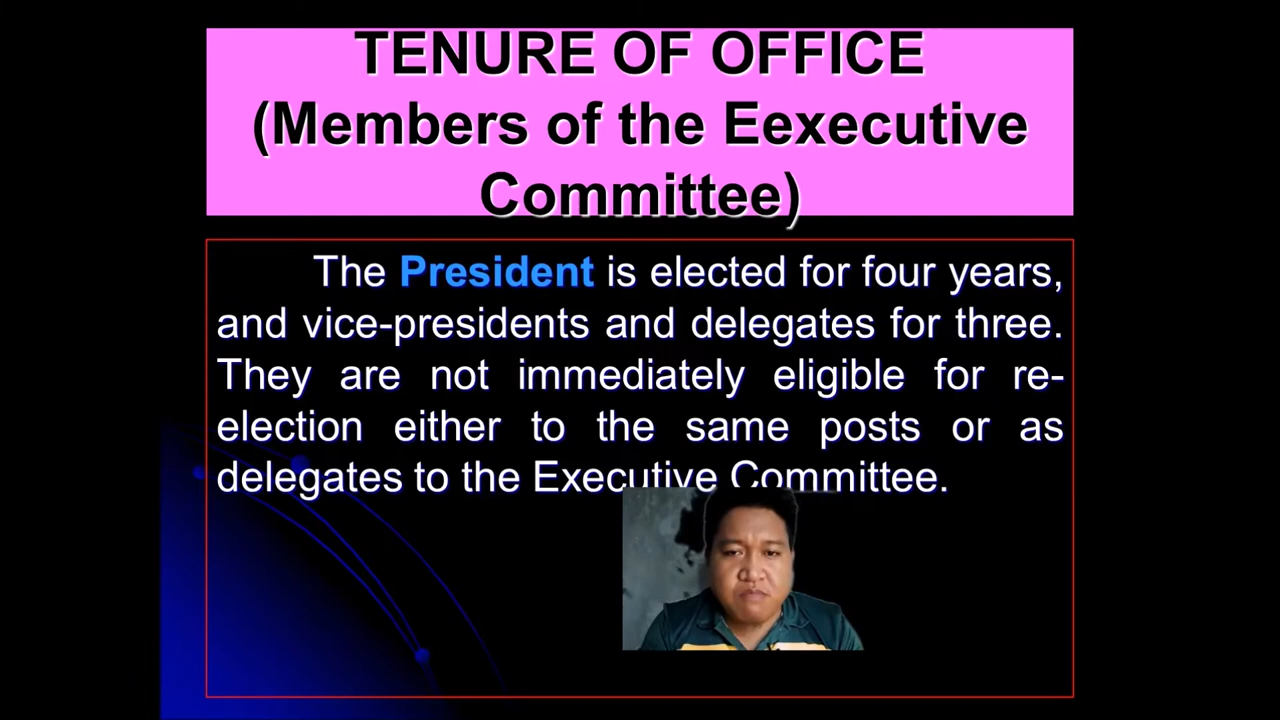 TENURE OF OFFICE
(Members of the Eexecutive
Committee)
The President is elected for four years,
and vice-presidents and delegates for three.
They are not immediately eligible for re-
election either to the same posts or as
delegates to the Executive Committee.